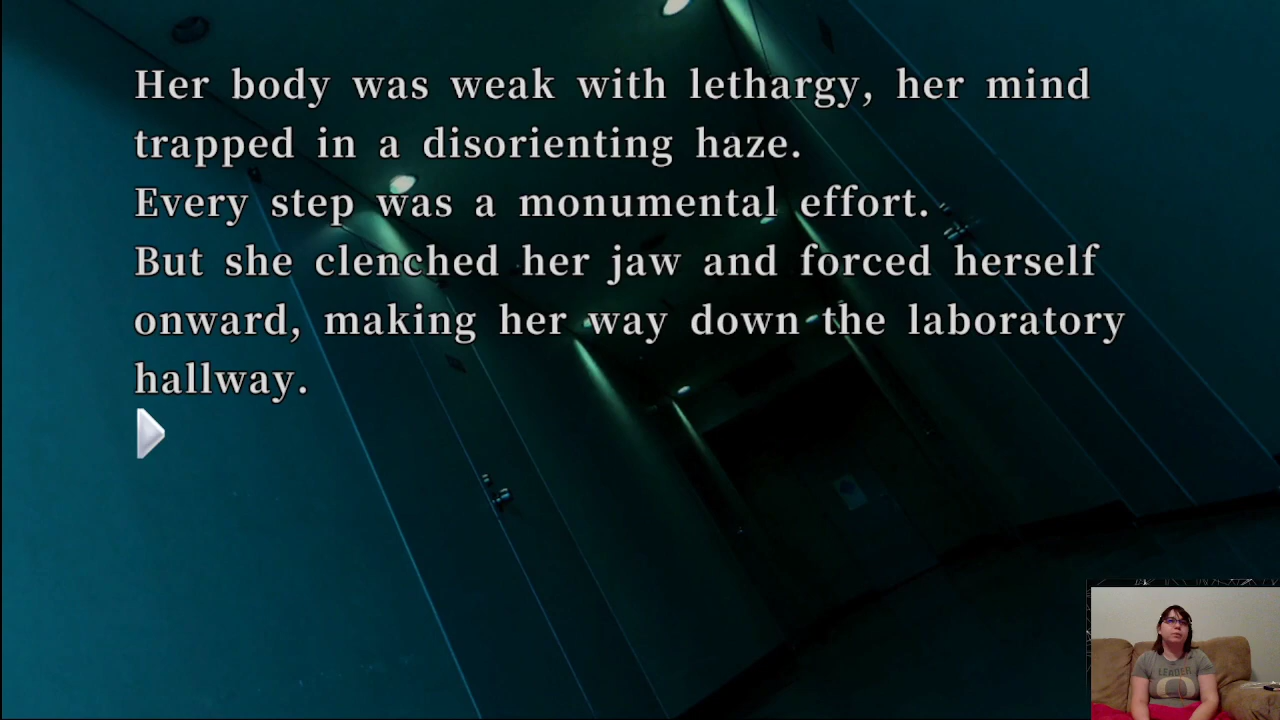 Her body was weak with lethargy, her mind
trapped in a disorienting haze.
Every step was a monumental effort.
But she clenched her jaw and forced herself
onward, making her way down the laboratory
hallway.
LEADER